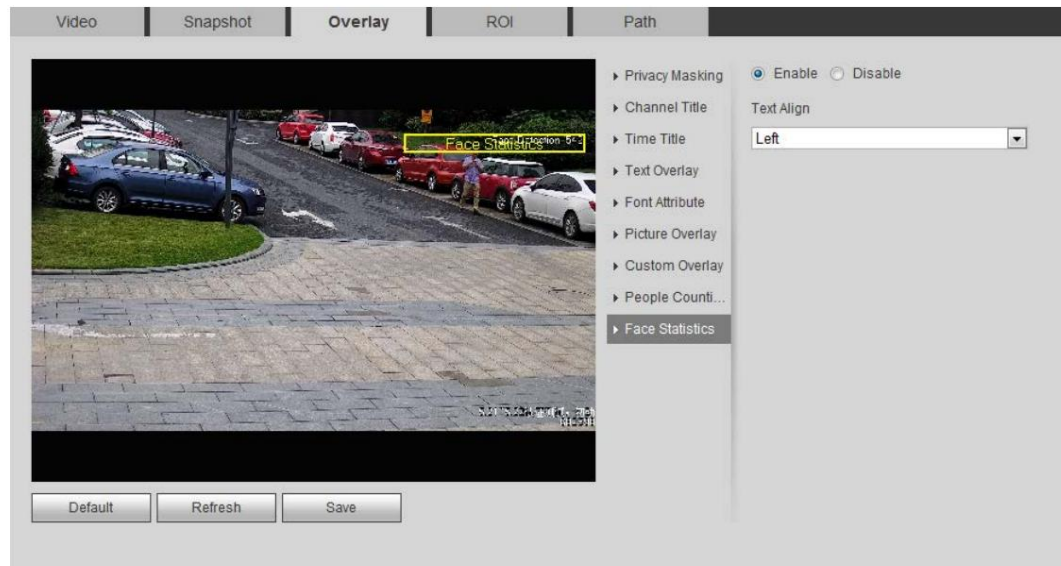 Video
Snapshot
Overlay
ROI
Path
Face Statistics
Privacy Masking
Channel Title
Time Title
Text Overlay
Font Attribute
Picture Overlay
Custom Overlay
People Counti...
Face Statistics
Enable
Disable
Text Align
Left
Default
Refresh
Save